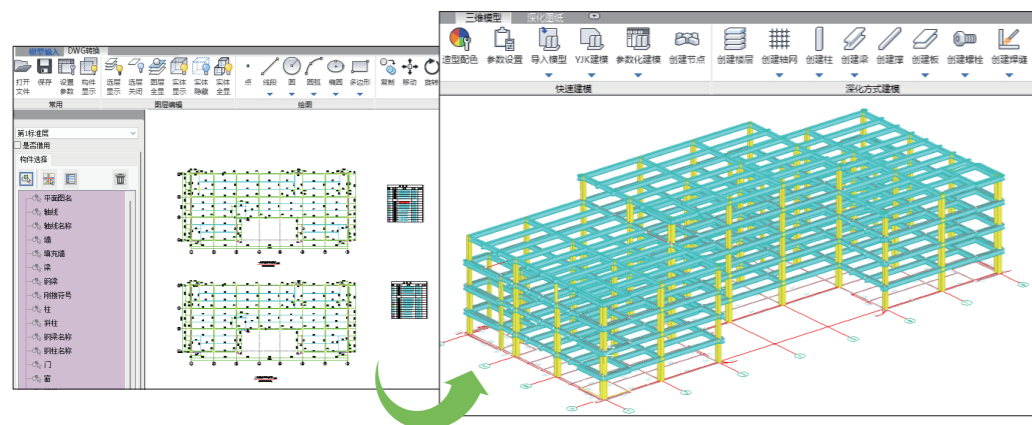 模型输入 DWG转换
打开文件 保存 设置参数 构件显示 选层显示 选层关闭 图层全显 实体显示 实体隐藏 实体全显 点 线段 圆 圆弧 椭圆 多边形 复制 移动 旋转
常用 图层编辑 绘图
第1标准层
是否借用
构件选择
平面图名
轴线
轴线名称
墙
填充墙
梁
钢梁
刚接符号
柱
斜柱
钢梁名称
钢柱名称
门
窗
三维模型 深化图纸
造型配色 参数设置 导入模型 YJK建模 参数化建模 创建节点 创建楼层 创建轴网 创建柱 创建梁 创建撑 创建板 创建螺栓 创建焊缝
快速建模 深化方式建模